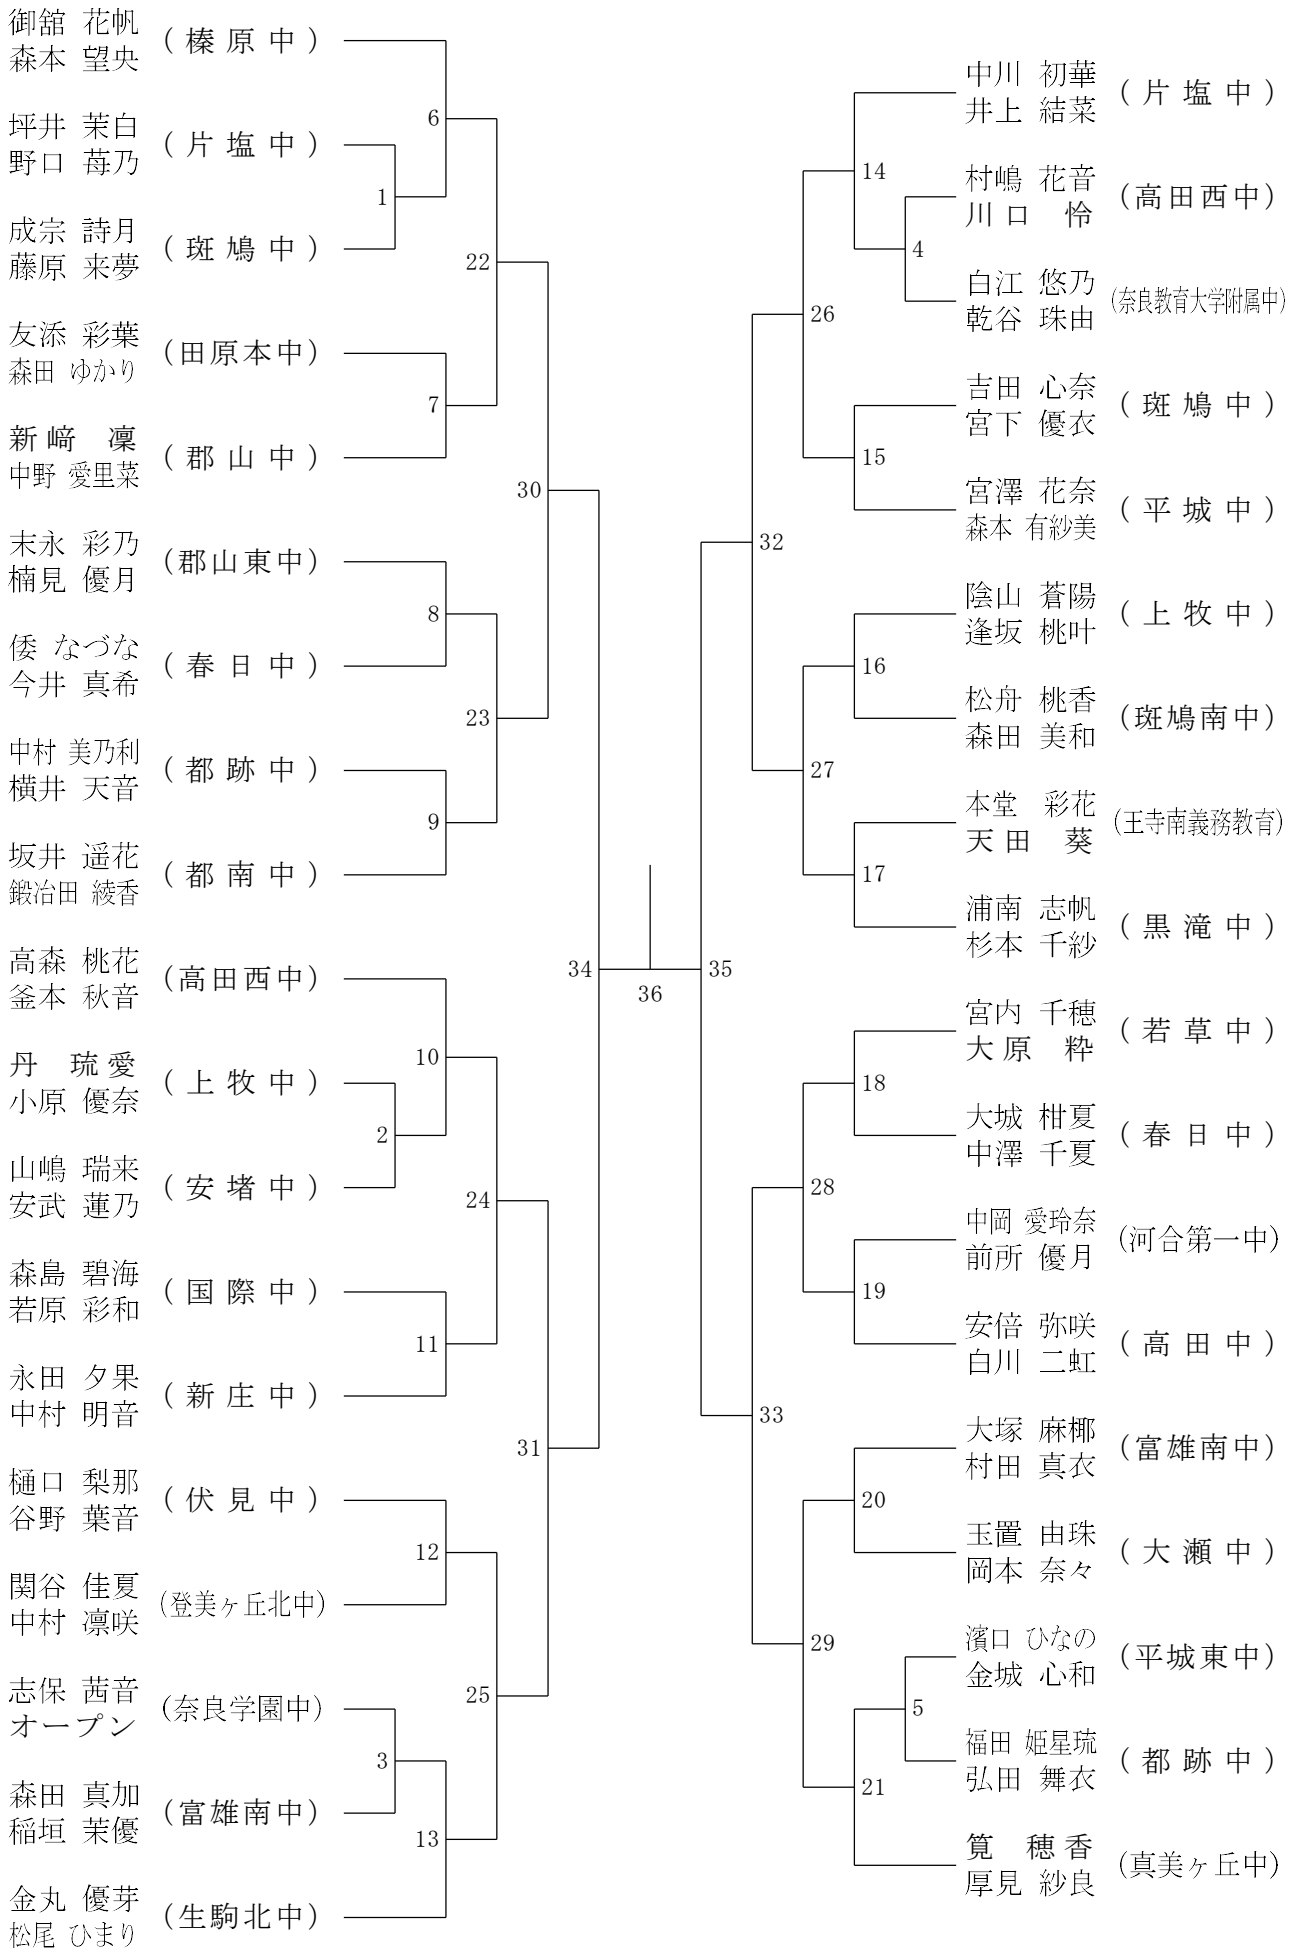 御舘 花帆
森本 望央
(榛原中)
坪井 茉白
野口 苺乃
(片塩中)
成宗 詩月
藤原 来夢
(斑鳩中)
友添 彩葉
森田 ゆかり
(田原本中)
新﨑 凜
中野 愛里菜
(郡山中)
末永 彩乃
楠見 優月
(郡山東中)
倭 なづな
今井 真希
(春日中)
中村 美乃利
横井 天音
(都跡中)
坂井 遥花
鍛冶田 綾香
(都南中)
高森 桃花
釜本 秋音
(高田西中)
丹 琉愛
小原 優奈
(上牧中)
山嶋 瑞来
安武 蓮乃
(安堵中)
森島 碧海
若原 彩和
(国際中)
永田 夕果
中村 明音
(新庄中)
樋口 梨那
谷野 葉音
(伏見中)
関谷 佳夏
中村 凛咲
(登美ヶ丘北中)
志保 茜音
オープン
(奈良学園中)
森田 真加
稲垣 茉優
(富雄南中)
金丸 優芽
松尾 ひまり
(生駒北中)
1
2
3
6
7
8
9
10
11
12
13
22
23
24
25
30
31
34
36
35
32
33
26
27
28
29
14
15
16
17
18
19
20
21
4
5
中川 初華
井上 結菜
(片塩中)
村嶋 花音
川口 怜
(高田西中)
白江 悠乃
乾谷 珠由
(奈良教育大学附属中)
吉田 心奈
宮下 優衣
(斑鳩中)
宮澤 花奈
森本 有紗美
(平城中)
陰山 蒼陽
逢坂 桃叶
(上牧中)
松舟 桃香
森田 美和
(斑鳩南中)
本堂 彩花
天田 葵
(王寺南義務教育)
浦南 志帆
杉本 千紗
(黒滝中)
宮内 千穂
大原 粋
(若草中)
大城 柑夏
中澤 千夏
(春日中)
中岡 愛玲奈
前所 優月
(河合第一中)
安倍 弥咲
白川 二虹
(高田中)
大塚 麻椰
村田 真衣
(富雄南中)
玉置 由珠
岡本 奈々
(大瀬中)
濱口 ひなの
金城 心和
(平城東中)
福田 姫星琉
弘田 舞衣
(都跡中)
筧 穂香
厚見 紗良
(真美ヶ丘中)